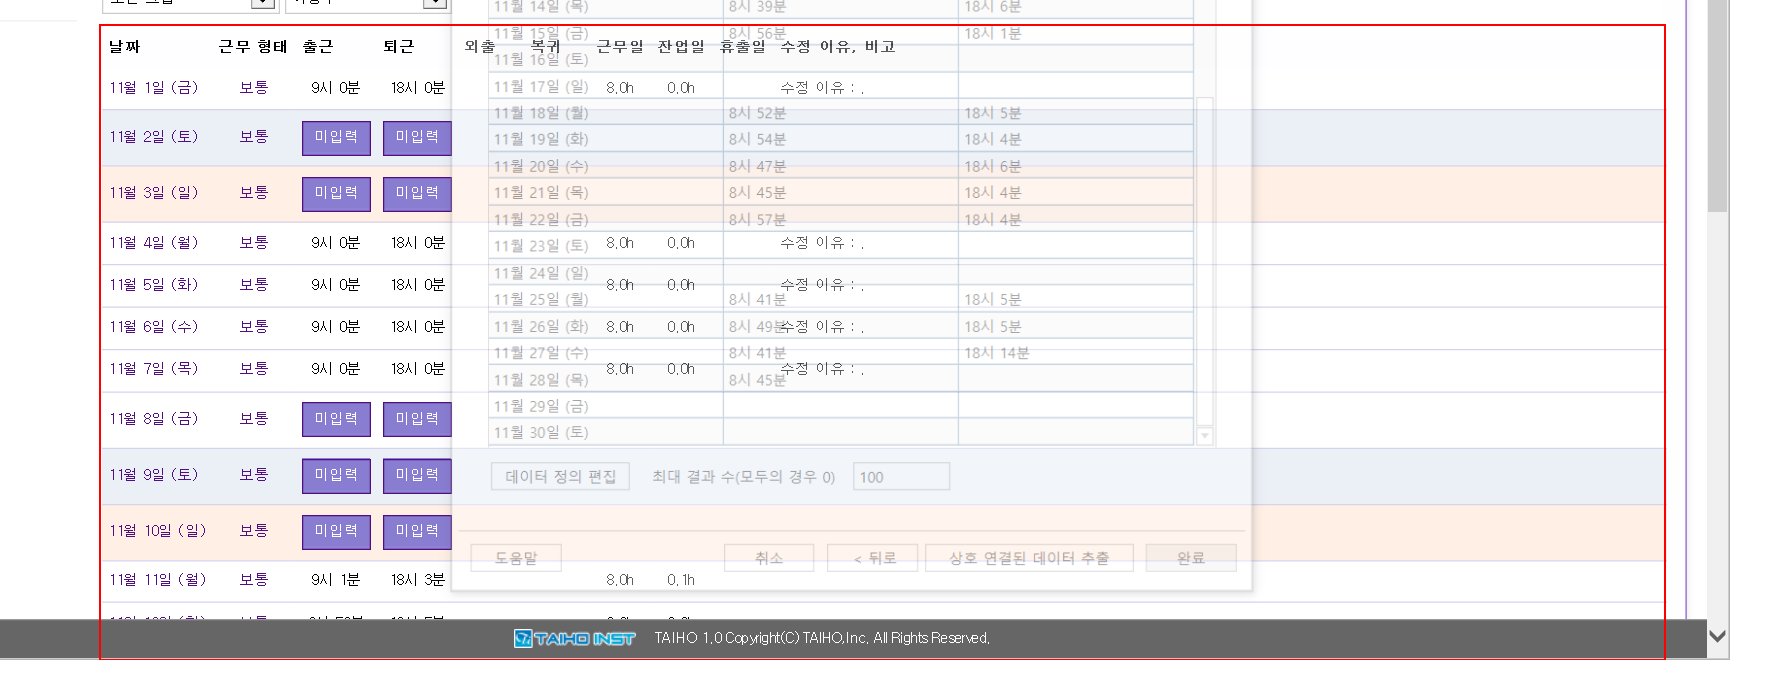 11월 14일 (목) 8시 39분 18시 6분
11월 15일 (금) 8시 56분 18시 1분
날짜 근무 형태 출근 퇴근 외출 복귀 근무일 잔업일 휴출일 수정 이유, 비고
11월 16일 (토)
11월 1일 (금) 보통 9시 0분 18시 0분 8.0h 0.0h 수정 이유 : .
11월 17일 (일)
11월 18일 (월) 8시 52분 18시 5분
11월 2일 (토) 보통 미입력 미입력
11월 19일 (화) 8시 54분 18시 4분
11월 20일 (수) 8시 47분 18시 6분
11월 3일 (일) 보통 미입력 미입력
11월 21일 (목) 8시 45분 18시 4분
11월 22일 (금) 8시 57분 18시 4분
11월 4일 (월) 보통 9시 0분 18시 0분 8.0h 0.0h 수정 이유 : .
11월 23일 (토)
11월 24일 (일)
11월 5일 (화) 보통 9시 0분 18시 0분 8.0h 0.0h 수정 이유 : .
11월 25일 (월) 8시 41분 18시 5분
11월 6일 (수) 보통 9시 0분 18시 0분 8.0h 0.0h 수정 이유 : .
11월 26일 (화) 8시 49분 18시 5분
11월 27일 (수) 8시 41분 18시 14분
11월 7일 (목) 보통 9시 0분 18시 0분 8.0h 0.0h 수정 이유 : .
11월 28일 (목) 8시 45분
11월 29일 (금)
11월 8일 (금) 보통 미입력 미입력
11월 30일 (토)
11월 9일 (토) 보통 미입력 미입력
데이터 정의 편집 최대 결과 수(모두의 경우 0) 100
11월 10일 (일) 보통 미입력 미입력
도움말 취소 < 뒤로 상호 연결된 데이터 추출 완료
11월 11일 (월) 보통 9시 1분 18시 3분 8.0h 0.1h
TAIHO INST TAIHO 1.0 Copyright(C) TAIHO,Inc. All Rights Reserved.